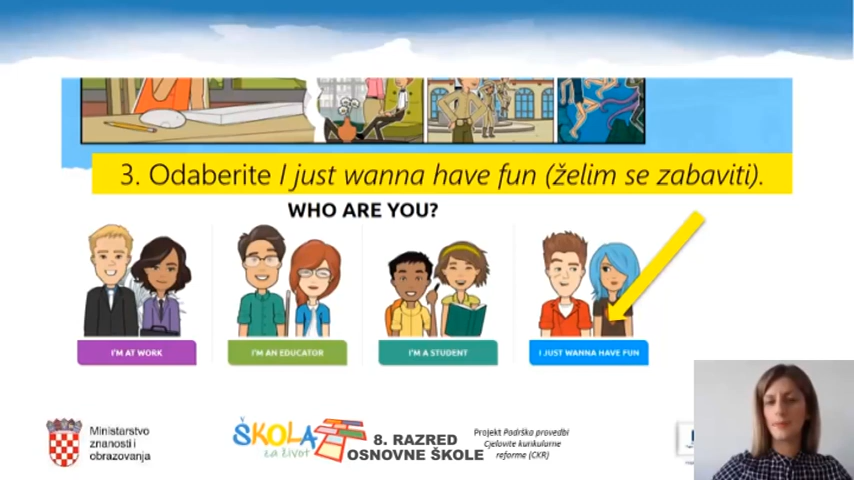 3. Odaberite I just wanna have fun (želim se zabaviti).
WHO ARE YOU?
I'M AT WORK
I'M AN EDUCATOR
I'M A STUDENT
I JUST WANNA HAVE FUN
Ministarstvo
znanosti i
obrazovanja
ŠKOLA
za život
8. RAZRED
OSNOVNE ŠKOLE
Projekt Podrška provedbi
Cjelovite kurikularne
reforme (CKR)